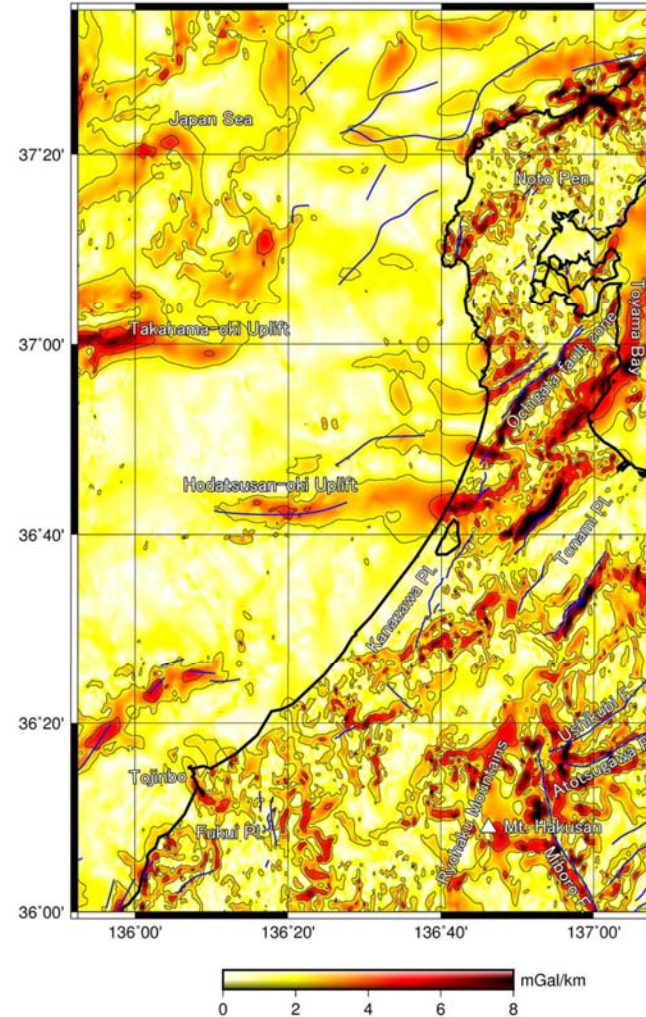 Japan Sea
37°20'
Noto Pen.
Toyama Bay
Takahama-oki Uplift
37°00'
Ochigata fault zone
Hodatsusan-oki Uplift
36°40'
Tonami Pl.
Kanazawa Pl.
36°20'
Ushikubi F.
Atotsugawa F.
Tojinbo
Ryohaku Mountains
Mt. Hakusan
Fukui Pl.
Miboro F.
36°00'
136°00' 136°20' 136°40' 137°00'
mGal/km
0 2 4 6 8